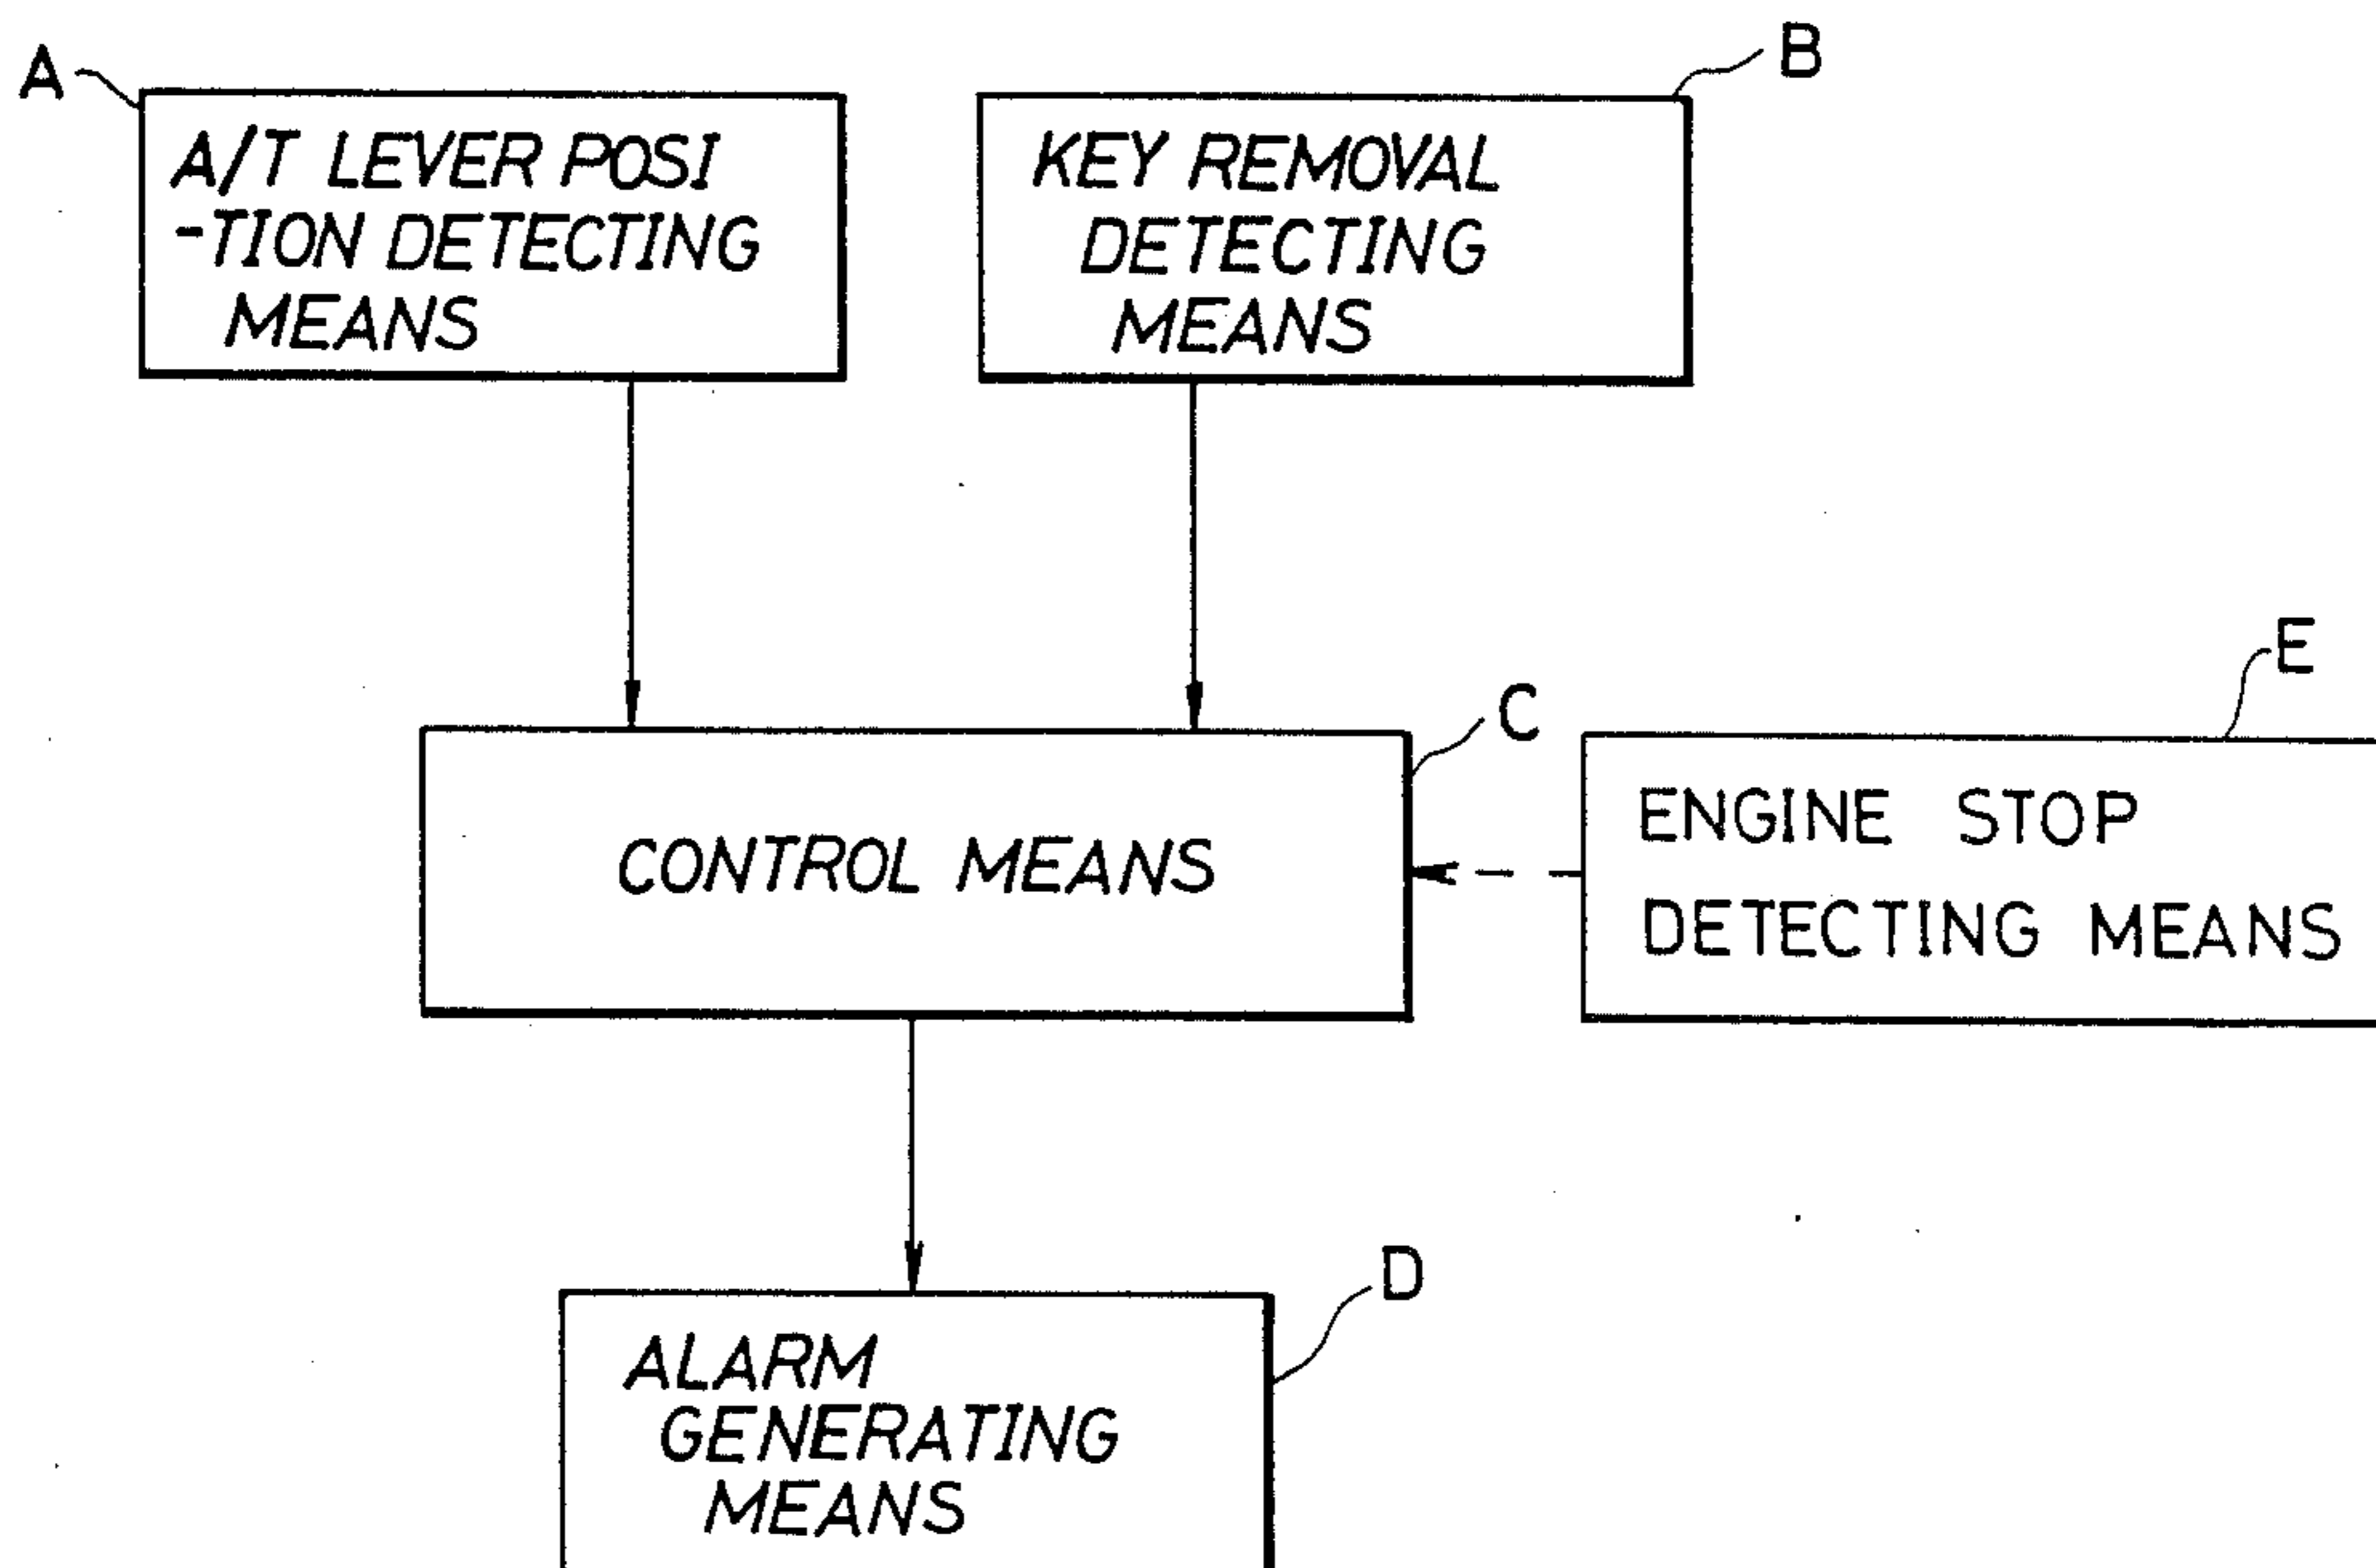 A
B
A/T LEVER POSI
-TION DETECTING
MEANS
KEY REMOVAL
DETECTING
MEANS
C
E
CONTROL MEANS
ENGINE STOP
DETECTING MEANS
D
ALARM
GENERATING
MEANS